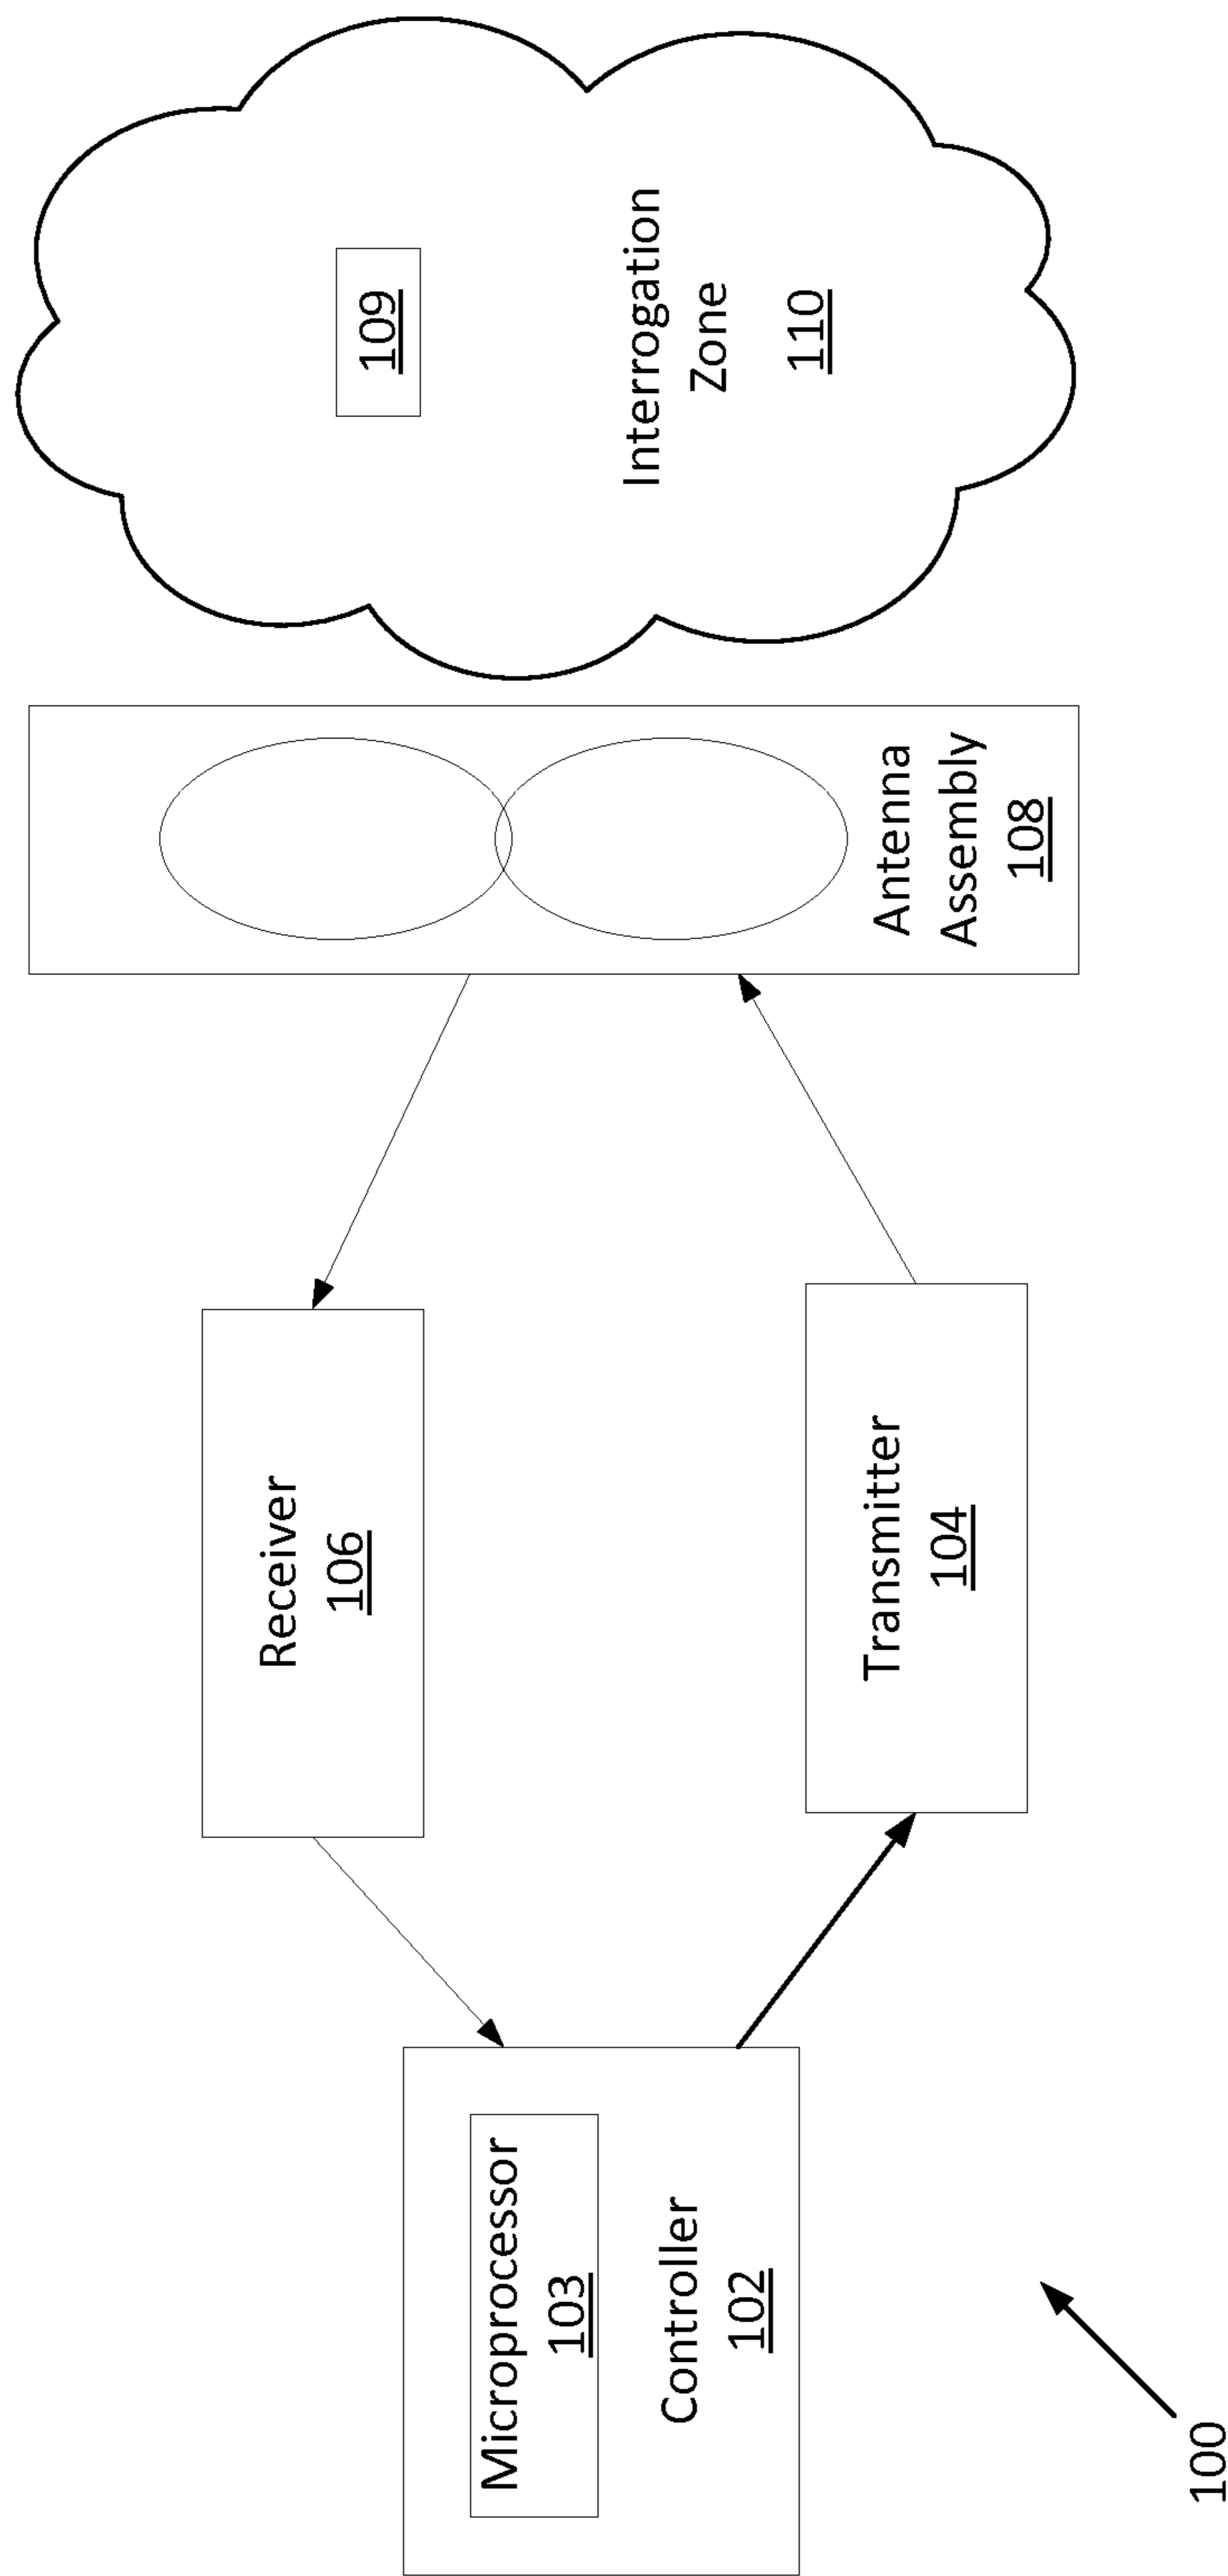 Microprocessor
103
Controller
102
Receiver
106
Transmitter
104
Antenna
Assembly
108
109
Interrogation
Zone
110
100